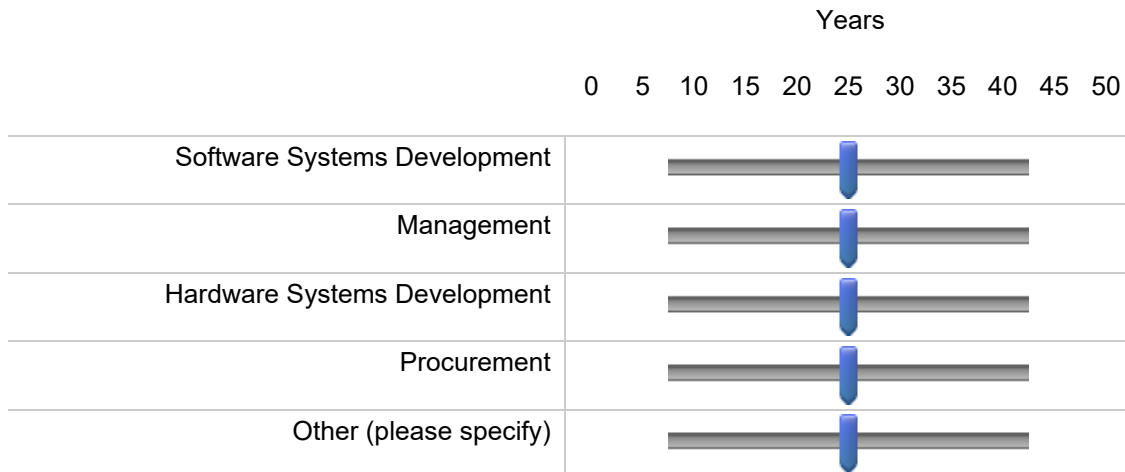 Years
0 5 10 15 20 25 30 35 40 45 50
Software Systems Development
Management
Hardware Systems Development
Procurement
Other (please specify)